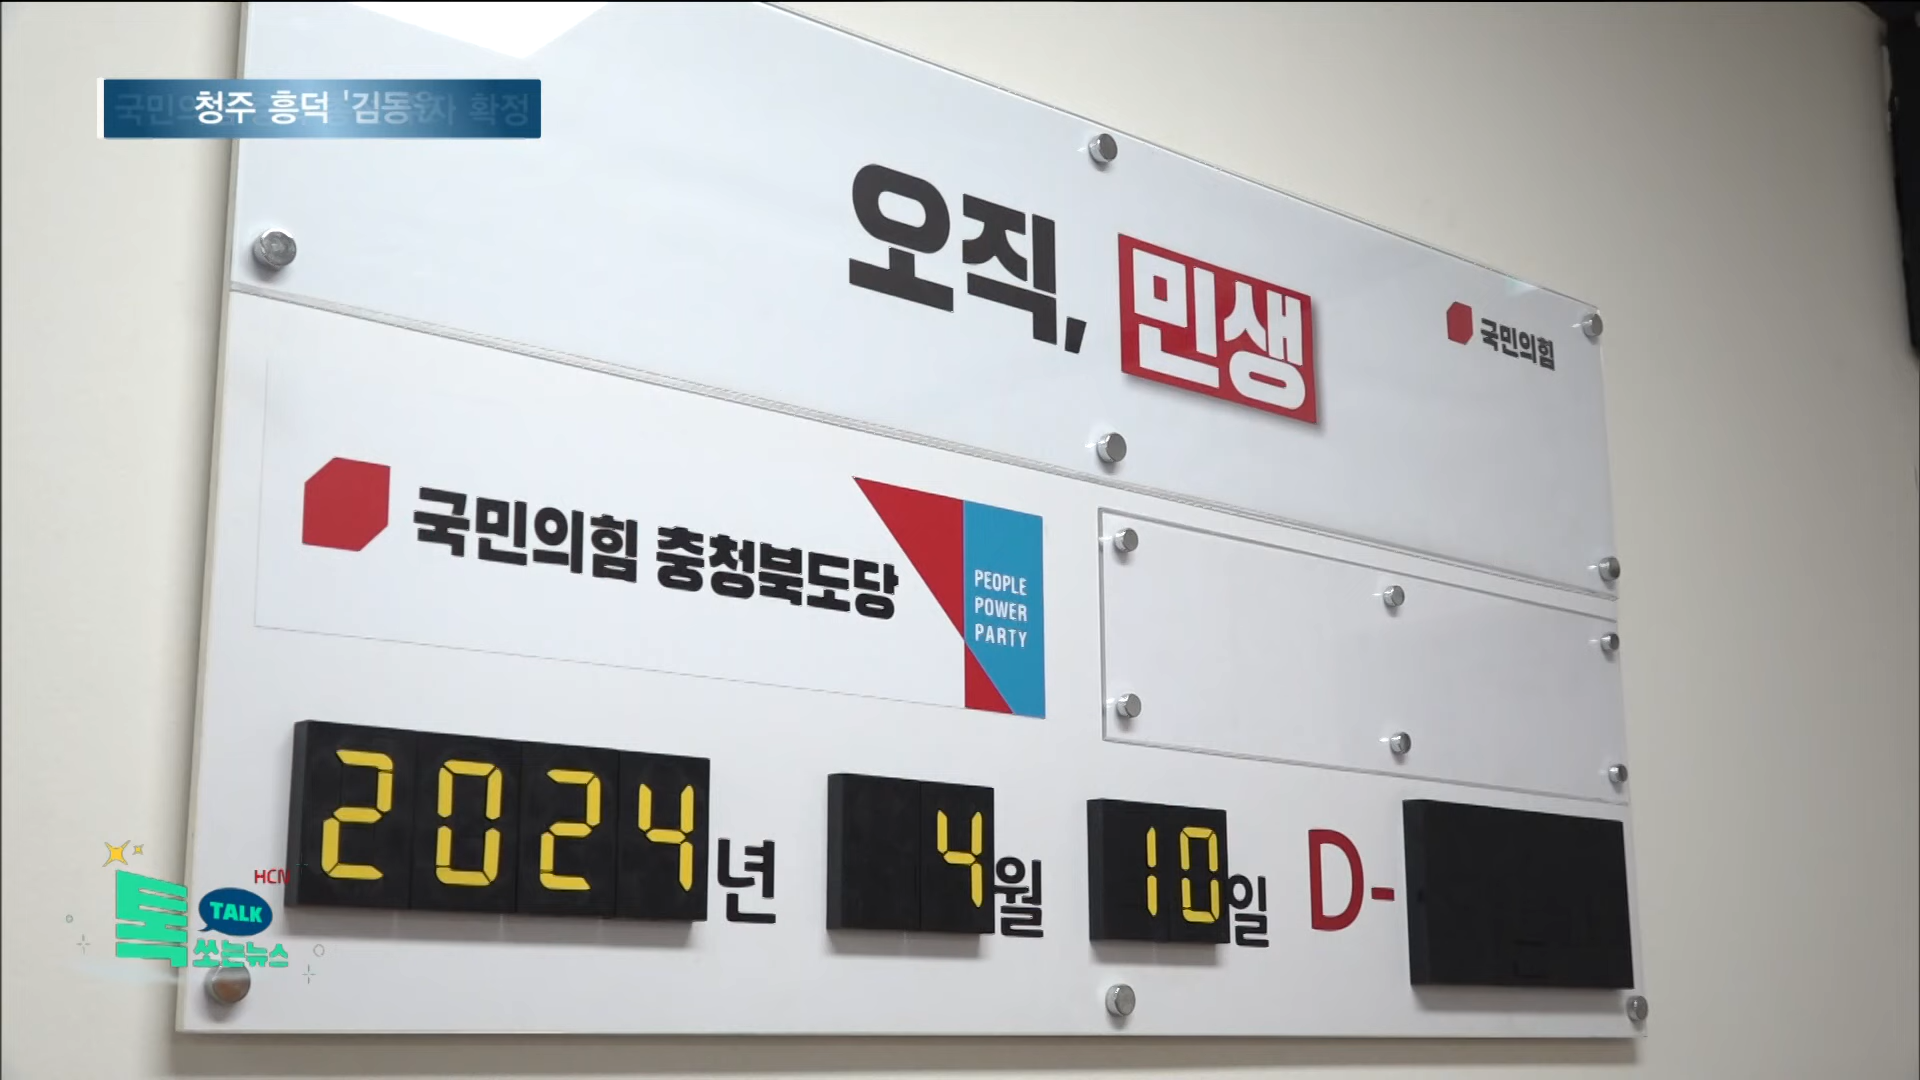 청주 흥덕 '김동
확정
오직, 민생
국민의힘
국민의힘 충청북도당
PEOPLE
POWER
PARTY
2024년 4월 10일 D-
HCN
톡 TALK
쏘는뉴스